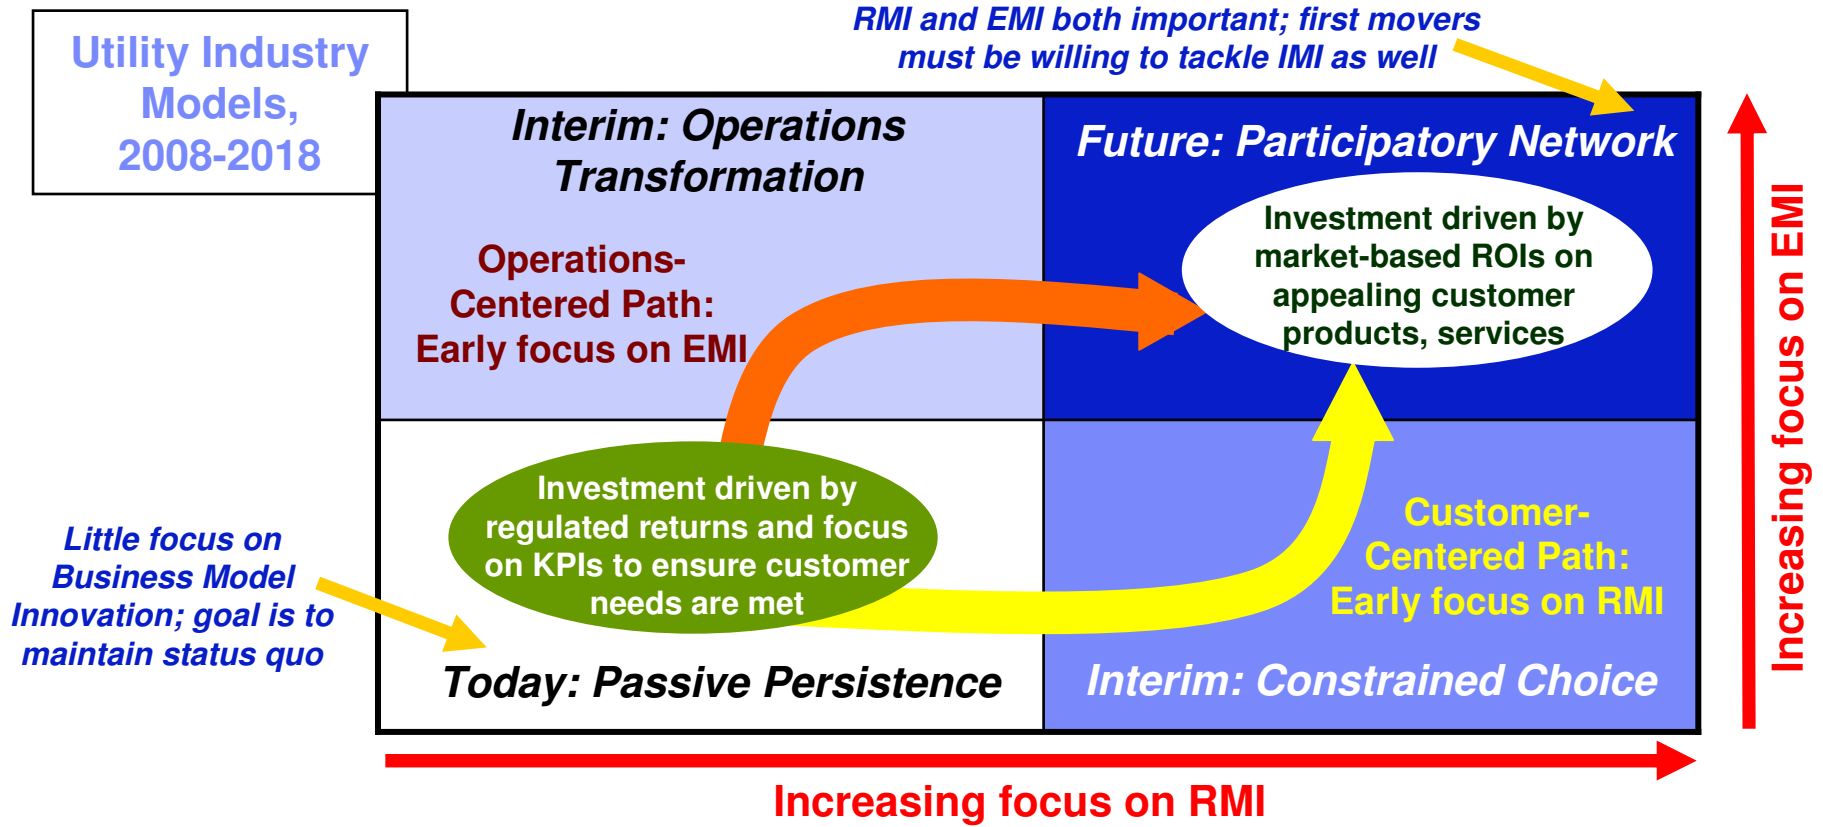 Utility Industry
Models,
2008-2018
RMI and EMI both important; first movers
must be willing to tackle IMI as well
Interim: Operations
Transformation
Future: Participatory Network
Operations-
Centered Path:
Early focus on EMI
Investment driven by
market-based ROIs on
appealing customer
products, services
Increasing focus on EMI
Investment driven by
regulated returns and focus
on KPIs to ensure customer
needs are met
Customer-
Centered Path:
Early focus on RMI
Little focus on
Business Model
Innovation; goal is to
maintain status quo
Today: Passive Persistence
Interim: Constrained Choice
Increasing focus on RMI